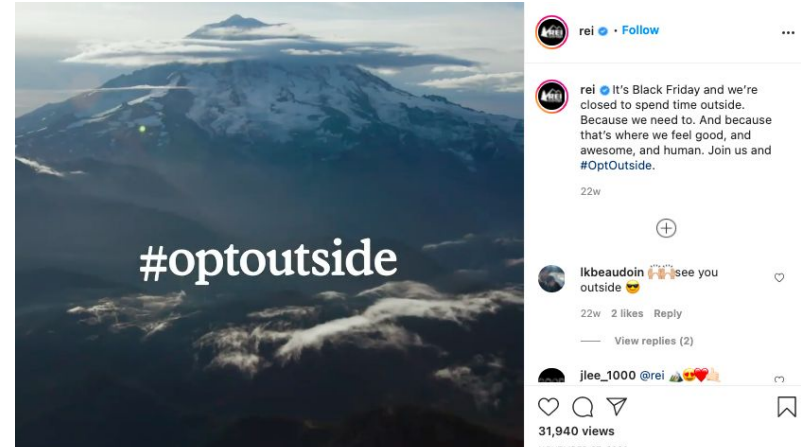 #optoutside
rei • Follow
rei It's Black Friday and we're
closed to spend time outside.
Because we need to. And because
that's where we feel good, and
awesome, and human. Join us and
#OptOutside.
22w
lkbeaudoin 🙌🏻🙌🏻see you
outside 😎
22w 2 likes Reply
View replies (2)
jlee_1000 @rei ⛰️😍❤️🤙🏻
31,940 views